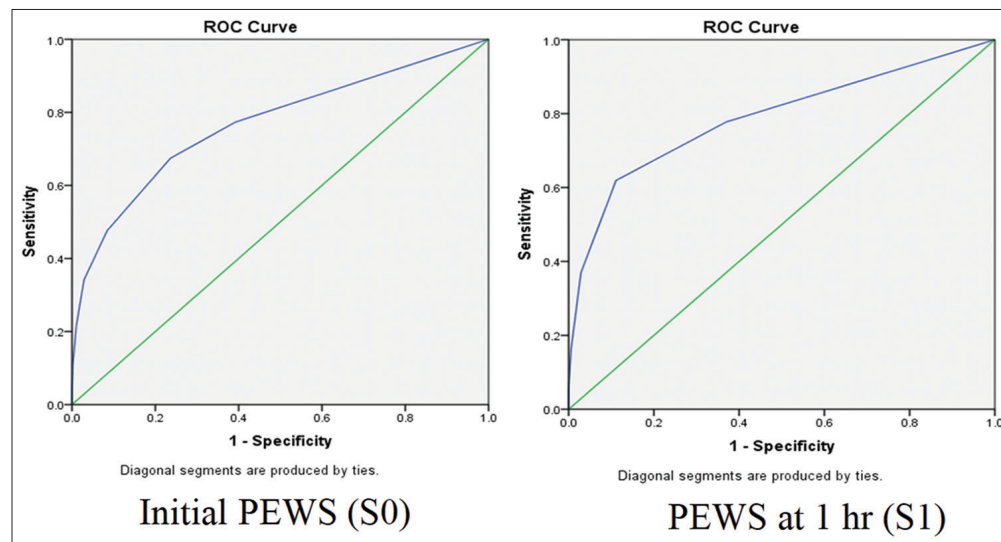 ROC Curve
1.0
0.8
0.6
0.4
0.2
0.0
Sensitivity
0.0 0.2 0.4 0.6 0.8 1.0
1 - Specificity
Diagonal segments are produced by ties.
Initial PEWS (S0)
ROC Curve
1.0
0.8
0.6
0.4
0.2
0.0
Sensitivity
0.0 0.2 0.4 0.6 0.8 1.0
1 - Specificity
Diagonal segments are produced by ties.
PEWS at 1 hr (S1)